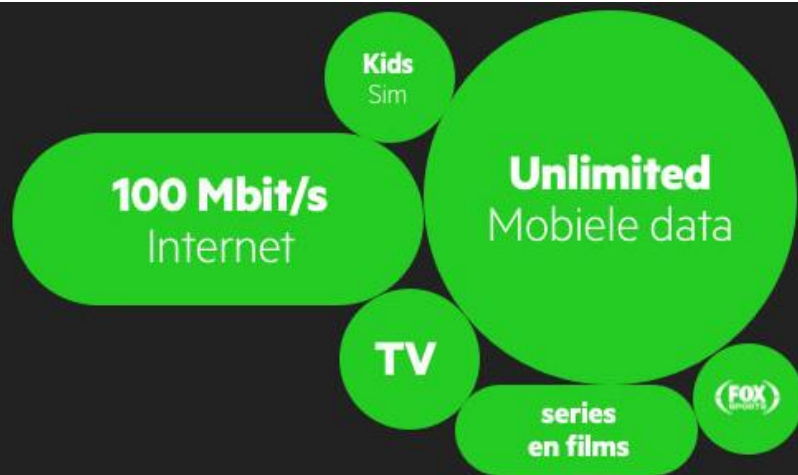 Kids
Sim
100 Mbit/s
Internet
Unlimited
Mobiele data
TV
series
en films
FOX
SPORTS